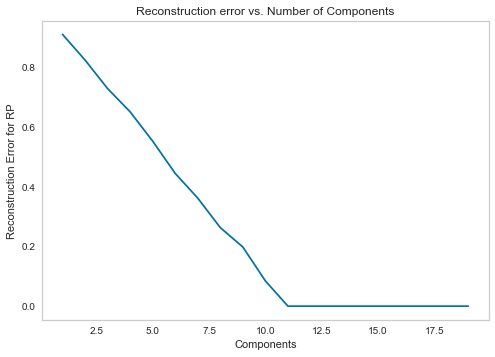 Reconstruction error vs. Number of Components
Reconstruction Error for RP
0.8
0.6
0.4
0.2
0.0
2.5 5.0 7.5 10.0 12.5 15.0 17.5
Components